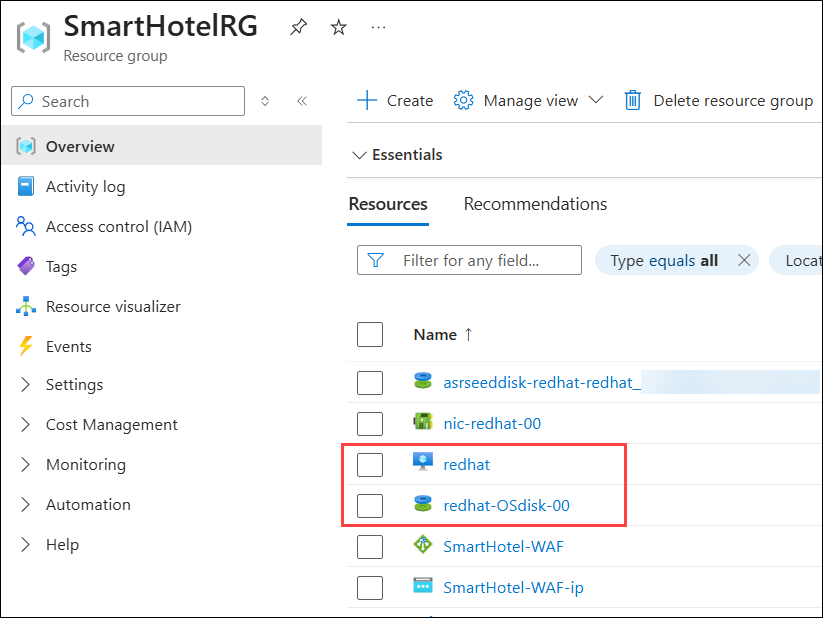 SmartHotelRG
Resource group
Search
Overview
Activity log
Access control (IAM)
Tags
Resource visualizer
Events
Settings
Cost Management
Monitoring
Automation
Help
Create Manage view Delete resource group
Essentials
Resources Recommendations
Filter for any field... Type equals all
Name ↑
asrseeddisk-redhat-redhat_
nic-redhat-00
redhat
redhat-OSdisk-00
SmartHotel-WAF
SmartHotel-WAF-ip